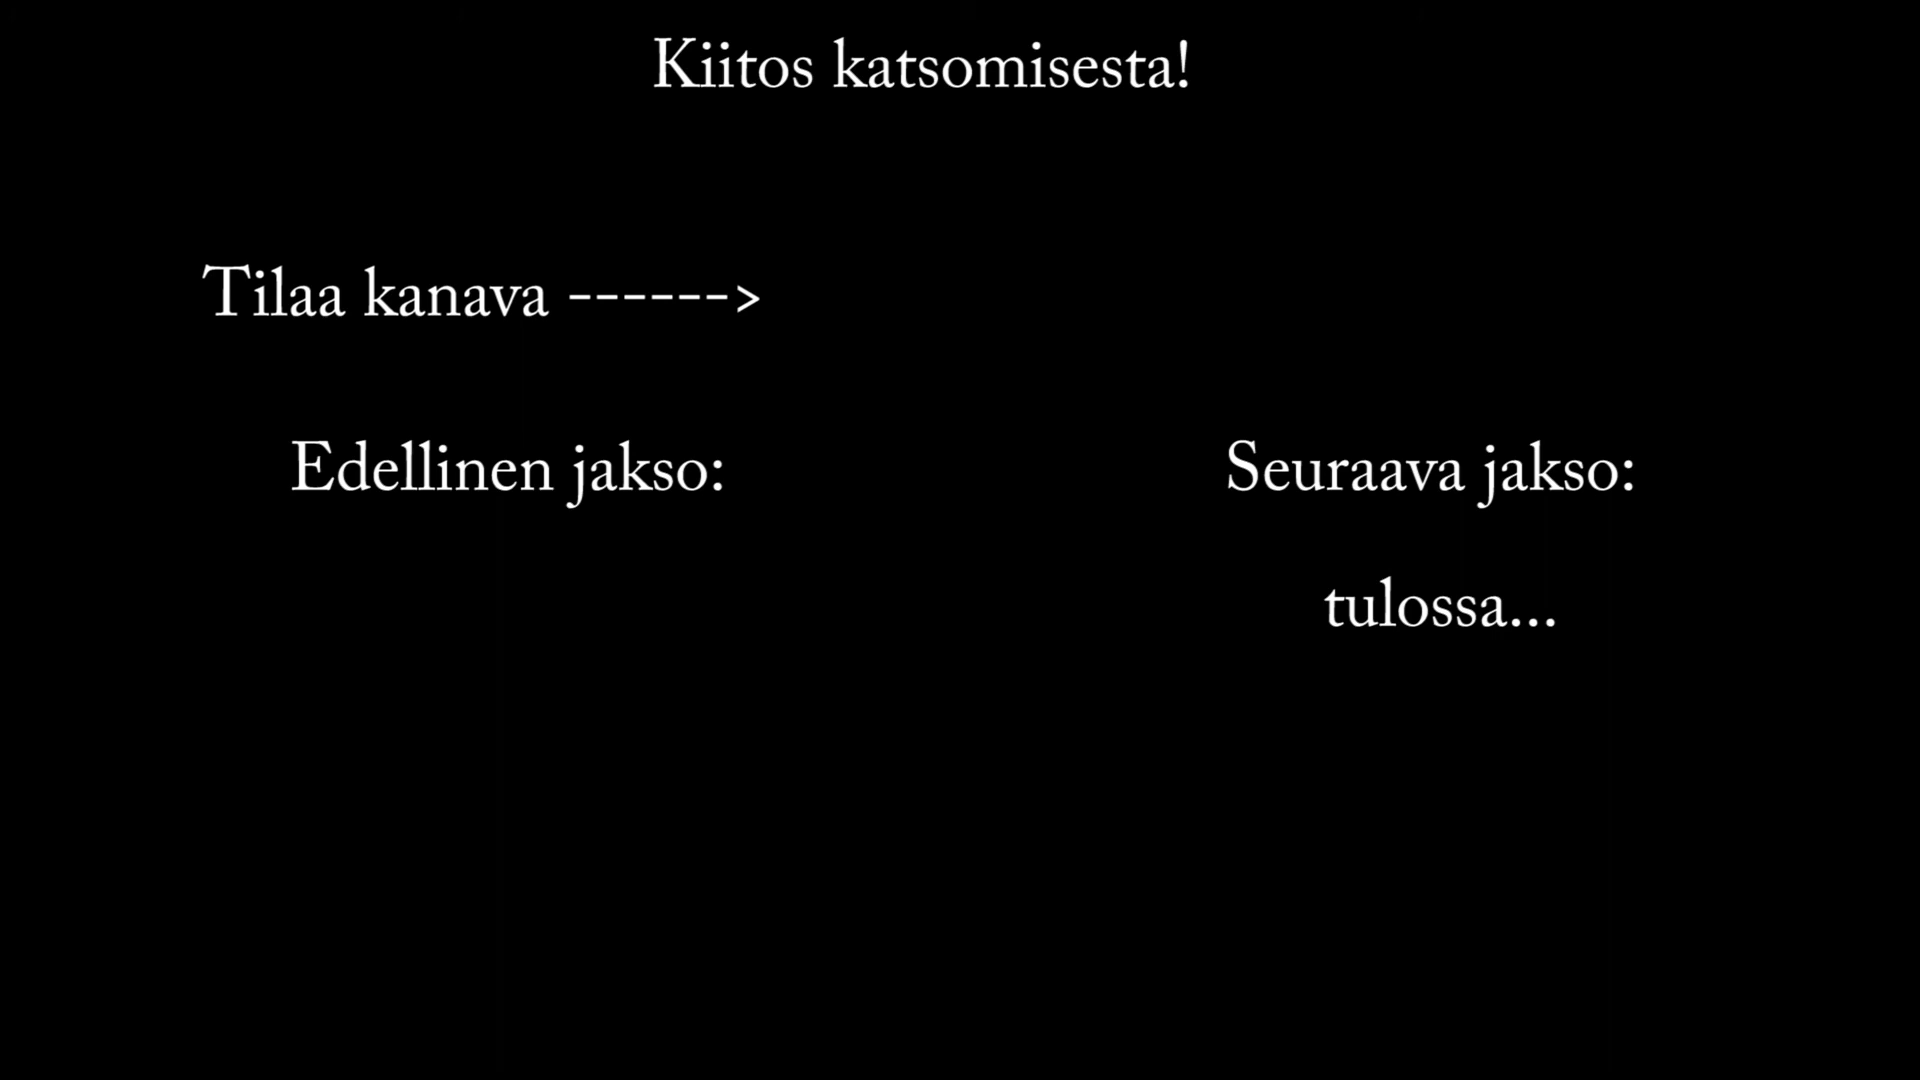 Kiitos katsomisesta!
Tilaa kanava ------>
Edellinen jakso:
Seuraava jakso:
tulossa...